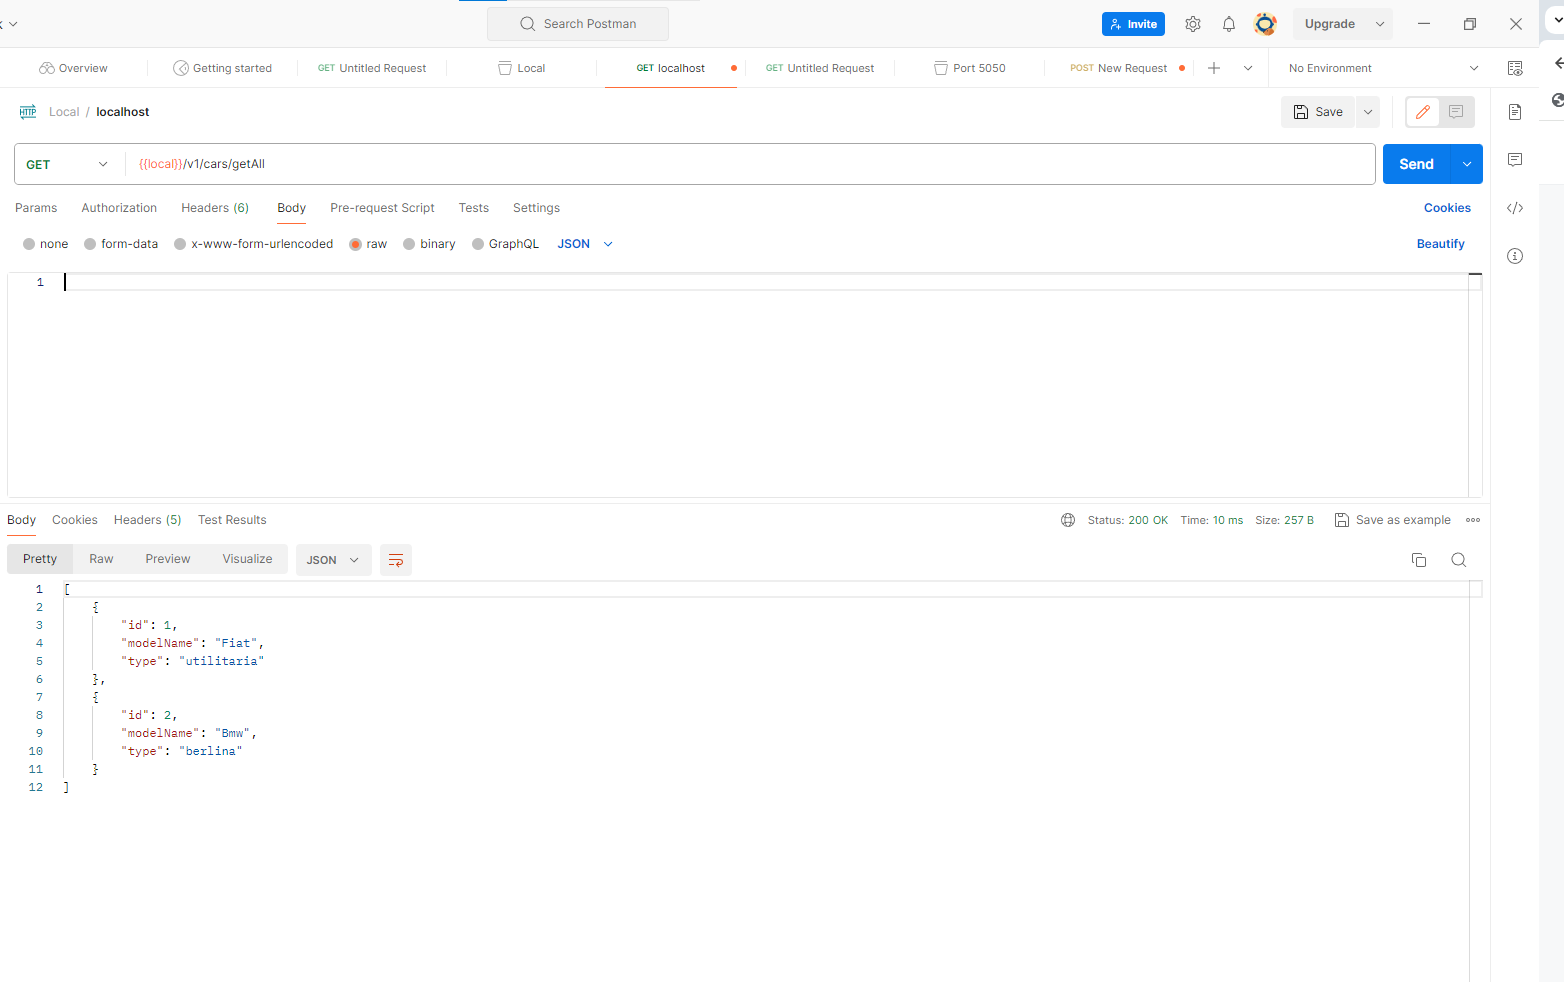 Search Postman
Invite
Upgrade
Overview
Getting started
GET Untitled Request
Local
GET localhost
GET Untitled Request
Port 5050
POST New Request
No Environment
HTTP Local / localhost
Save
GET {{local}}/v1/cars/getAll
Send
Params Authorization Headers (6) Body Pre-request Script Tests Settings
Cookies
none form-data x-www-form-urlencoded raw binary GraphQL JSON
Beautify
1
Body Cookies Headers (5) Test Results
Status: 200 OK Time: 10 ms Size: 257 B
Save as example
Pretty Raw Preview Visualize JSON
1 [
2 {
3 "id": 1,
4 "modelName": "Fiat",
5 "type": "utilitaria"
6 },
7 {
8 "id": 2,
9 "modelName": "Bmw",
10 "type": "berlina"
11 }
12 ]